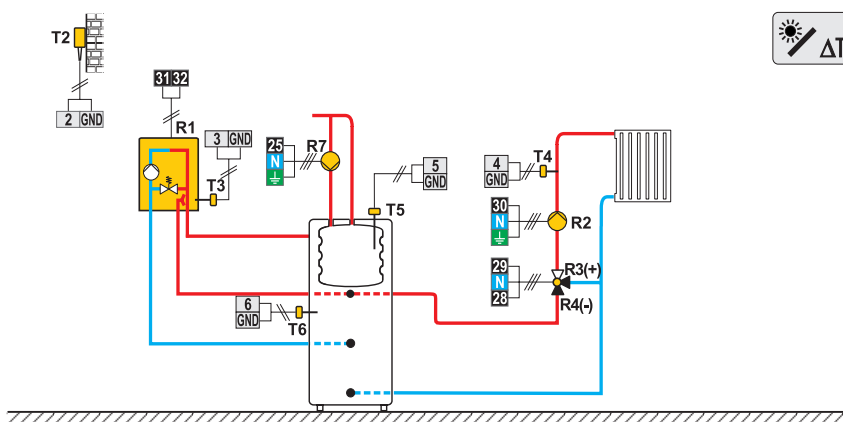 T2
2 GND
31 32
R1
3 GND
T3
25
N
R7
5
GND
T5
6
GND
T6
4
GND
T4
30
N
R2
29
N
28
R3(+)
R4(-)
ΔT